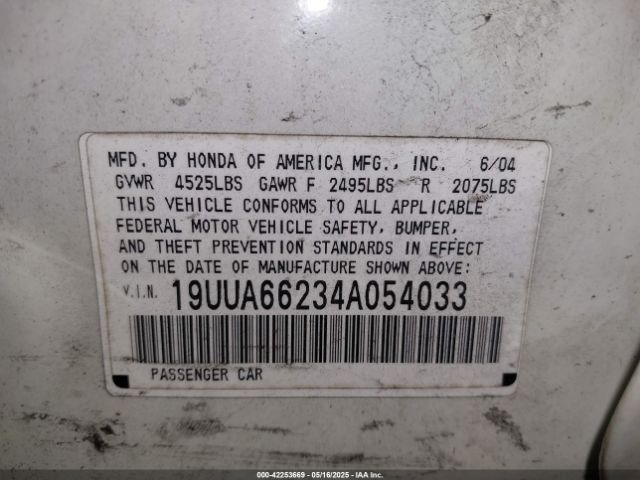 MFD. BY HONDA OF AMERICA MFG., INC. 6/04
GVWR 4525LBS GAWR F 2495LBS R 2075LBS
THIS VEHICLE CONFORMS TO ALL APPLICABLE
FEDERAL MOTOR VEHICLE SAFETY, BUMPER,
AND THEFT PREVENTION STANDARDS IN EFFECT
ON THE DATE OF MANUFACTURE SHOWN ABOVE:
V.I.N. 19UUA66234A054033
PASSENGER CAR
000-42253669 - 05/16/2025 - IAA Inc.